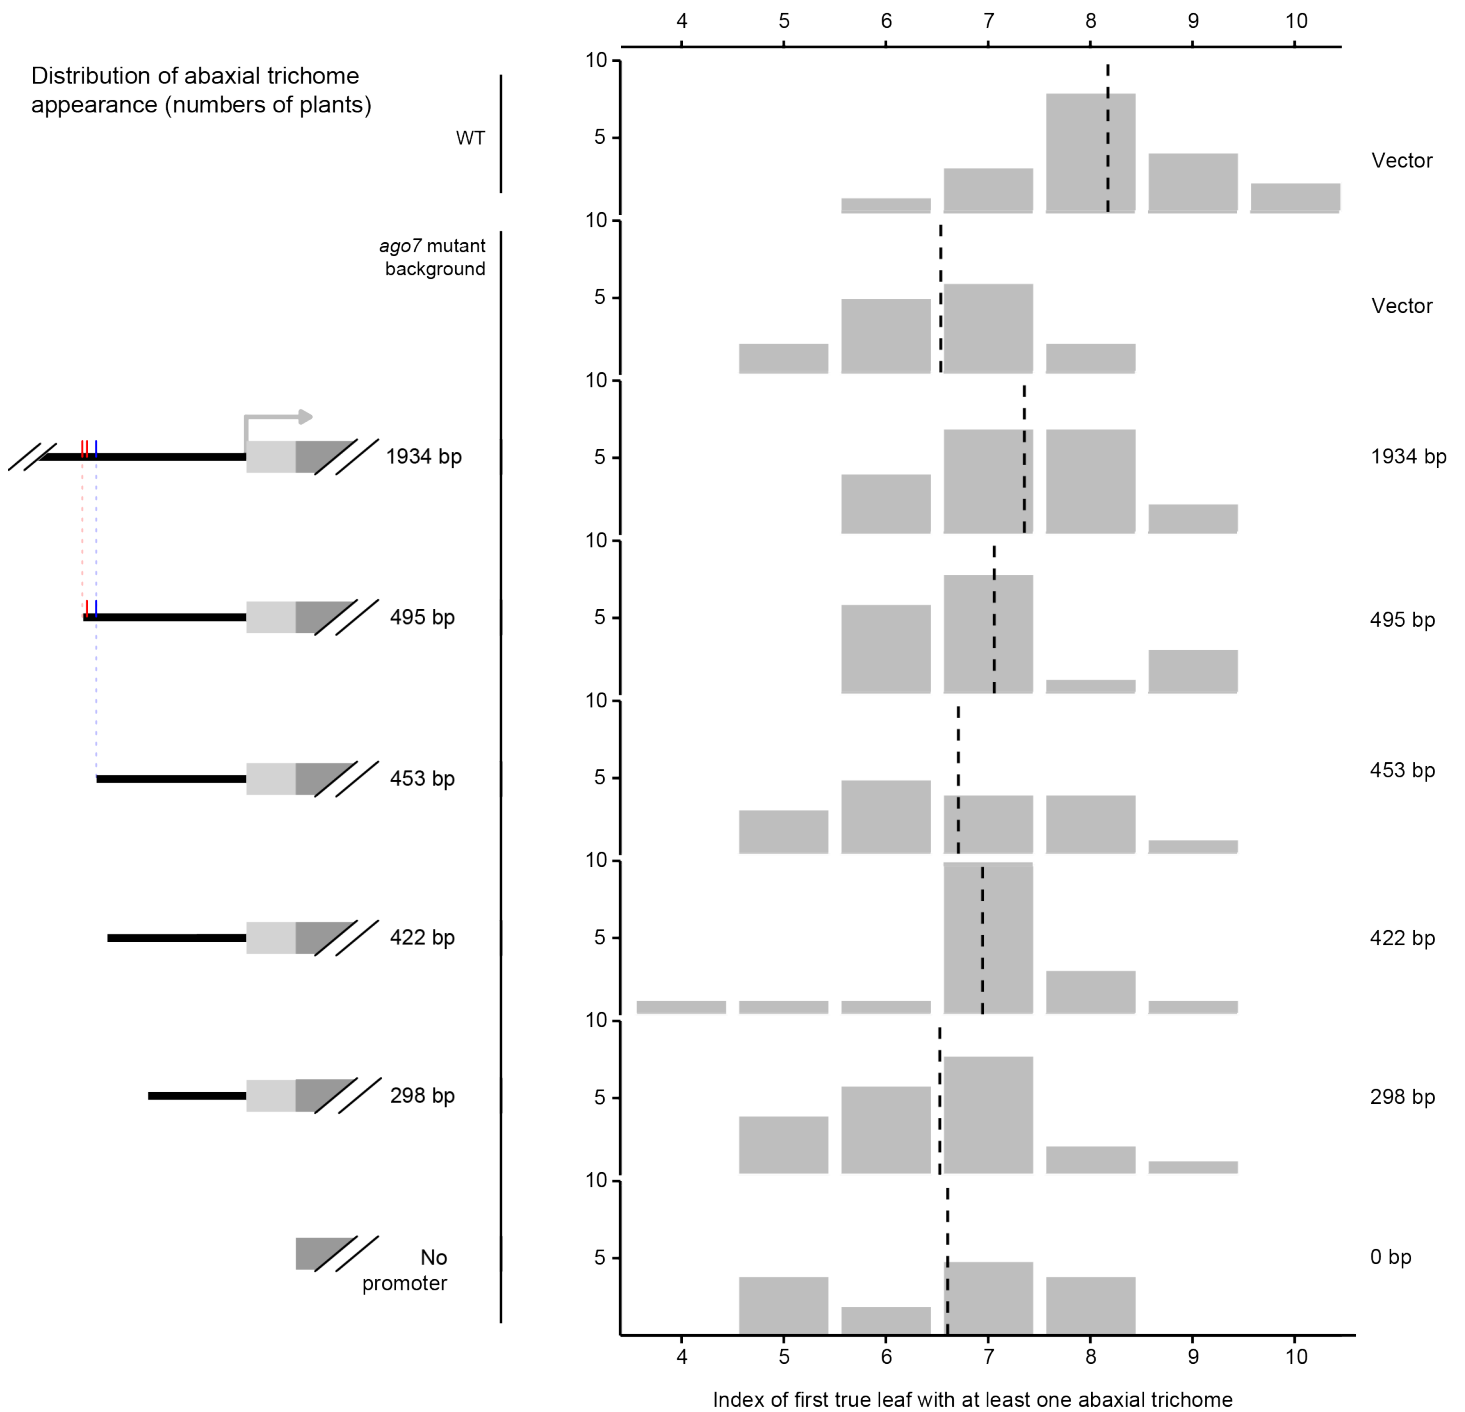 4 5 6 7 8 9 10
Distribution of abaxial trichome
appearance (numbers of plants)
WT
10
5
Vector
ago7 mutant
background
10
5
Vector
1934 bp
10
5
1934 bp
495 bp
10
5
495 bp
453 bp
10
5
453 bp
422 bp
10
5
422 bp
298 bp
10
5
298 bp
No
promoter
10
5
0 bp
4 5 6 7 8 9 10
Index of first true leaf with at least one abaxial trichome